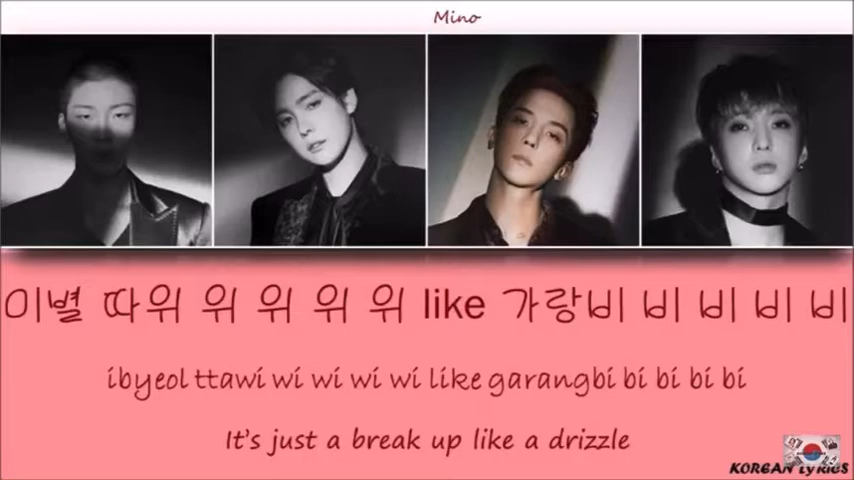 Mino
이별 따위 위 위 위 위 like 가랑비 비 비 비 비
ibyeol ttawi wi wi wi wi like garangbi bi bi bi bi
It's just a break up like a drizzle
KOREAN LYRICS